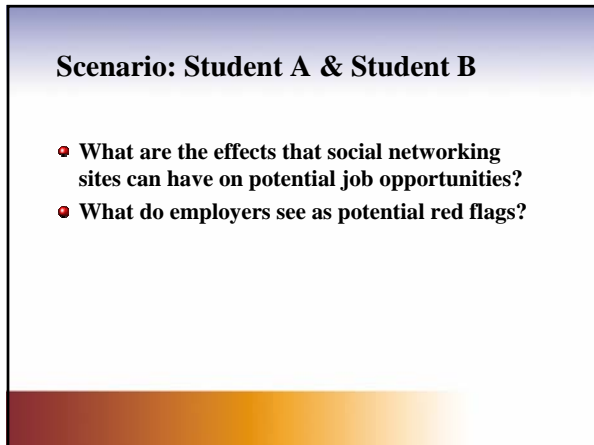 Scenario: Student A & Student B
What are the effects that social networking
sites can have on potential job opportunities?
What do employers see as potential red flags?